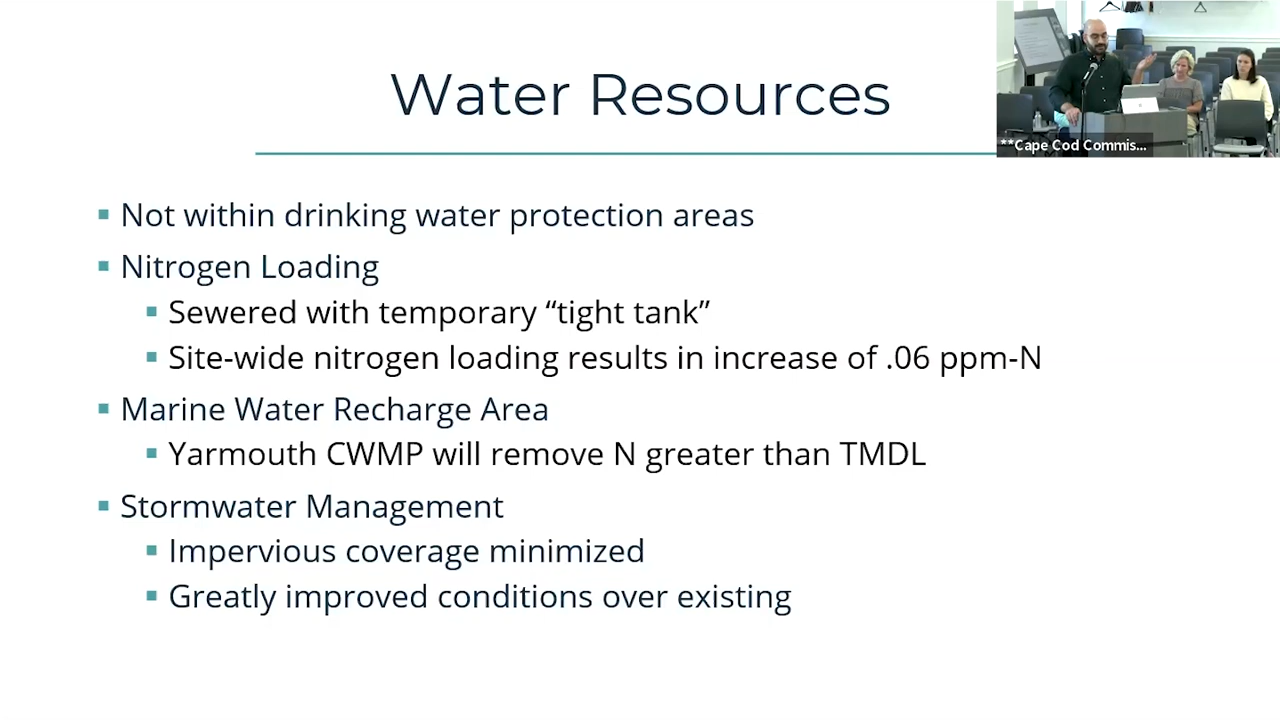 Water Resources
**Cape Cod Commis...
▪ Not within drinking water protection areas
▪ Nitrogen Loading
▪ Sewered with temporary “tight tank”
▪ Site-wide nitrogen loading results in increase of .06 ppm-N
▪ Marine Water Recharge Area
▪ Yarmouth CWMP will remove N greater than TMDL
▪ Stormwater Management
▪ Impervious coverage minimized
▪ Greatly improved conditions over existing